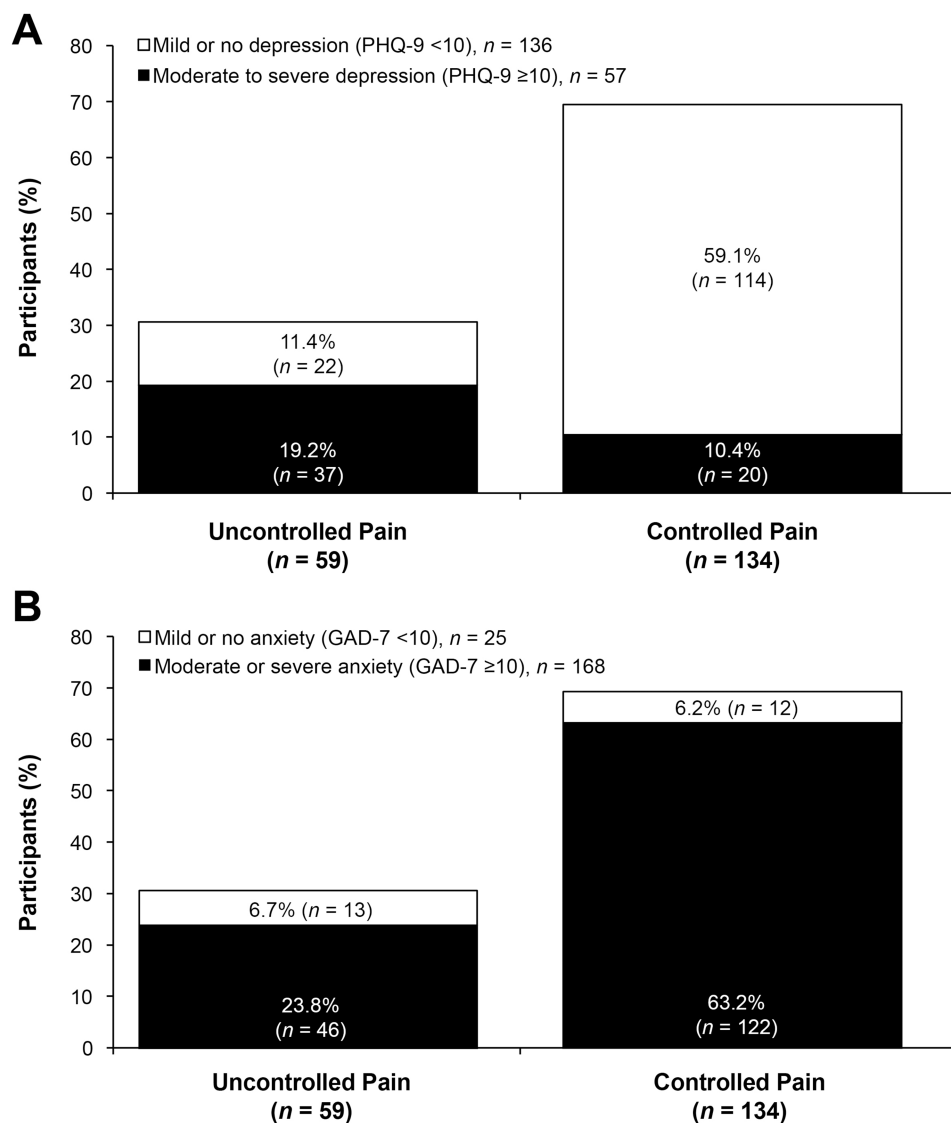 A
80
70
60
50
40
30
20
10
0
Participants (%)
Mild or no depression (PHQ-9 <10), n = 136
Moderate to severe depression (PHQ-9 ≥10), n = 57
11.4%
(n = 22)
19.2%
(n = 37)
59.1%
(n = 114)
10.4%
(n = 20)
Uncontrolled Pain
(n = 59)
Controlled Pain
(n = 134)
B
80
70
60
50
40
30
20
10
0
Participants (%)
Mild or no anxiety (GAD-7 <10), n = 25
Moderate or severe anxiety (GAD-7 ≥10), n = 168
6.7% (n = 13)
23.8%
(n = 46)
6.2% (n = 12)
63.2%
(n = 122)
Uncontrolled Pain
(n = 59)
Controlled Pain
(n = 134)